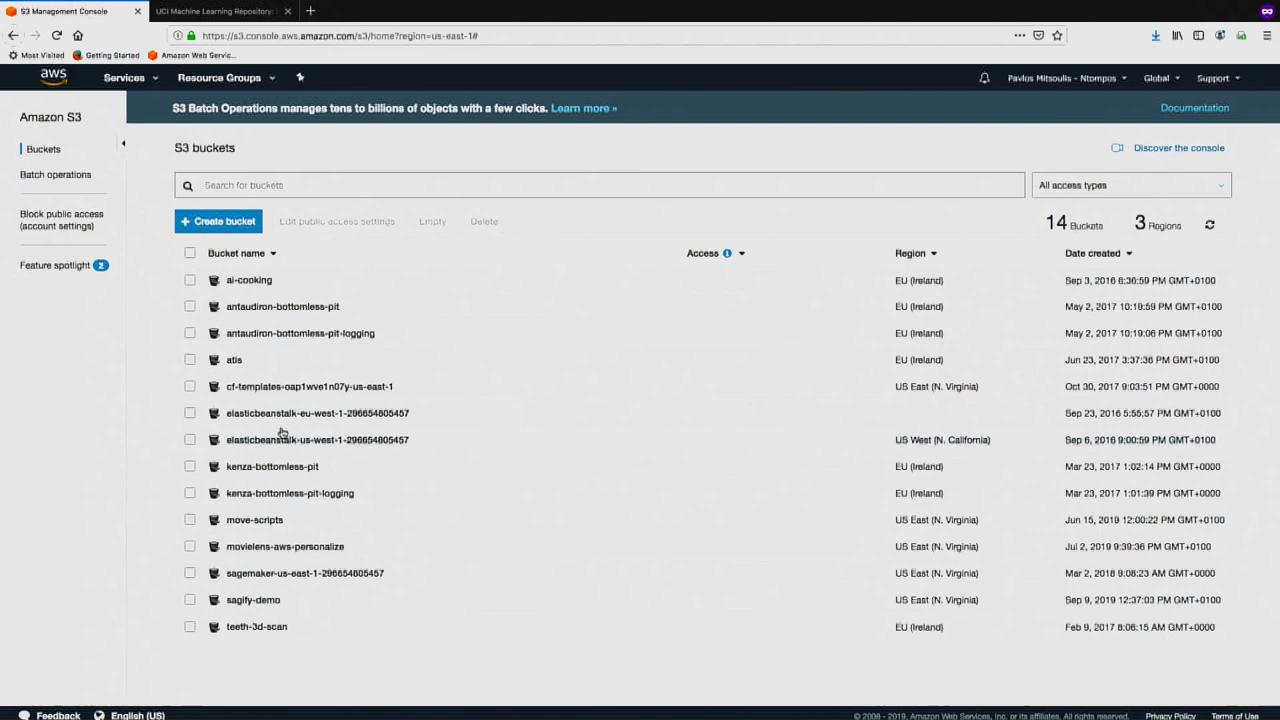 S3 Management Console
UCI Machine Learning Repository:
https://s3.console.aws.amazon.com/s3/home?region=us-east-1#
Most Visited
Getting Started
Amazon Web Servic...
aws
Services
Resource Groups
Pavlos Mitsoulis - Ntompos
Global
Support
Amazon S3
Buckets
Batch operations
Block public access
(account settings)
Feature spotlight 2
S3 Batch Operations manages tens to billions of objects with a few clicks. Learn more »
Documentation
S3 buckets
Discover the console
Search for buckets
All access types
+ Create bucket
Edit public access settings
Empty
Delete
14 Buckets
3 Regions
Bucket name
Access
Region
Date created
ai-cooking EU (Ireland) Sep 3, 2016 6:36:59 PM GMT+0100
antaudiron-bottomless-pit EU (Ireland) May 2, 2017 10:19:59 PM GMT+0100
antaudiron-bottomless-pit-logging EU (Ireland) May 2, 2017 10:19:06 PM GMT+0100
atis EU (Ireland) Jun 23, 2017 3:37:36 PM GMT+0100
cf-templates-oap1wve1n07y-us-east-1 US East (N. Virginia) Oct 30, 2017 9:03:51 PM GMT+0000
elasticbeanstalk-eu-west-1-296654805457 Sep 23, 2016 5:55:57 PM GMT+0100
elasticbeanstalk-us-west-1-296654805457 US West (N. California) Sep 6, 2016 9:00:59 PM GMT+0100
kenza-bottomless-pit EU (Ireland) Mar 23, 2017 1:02:14 PM GMT+0000
kenza-bottomless-pit-logging EU (Ireland) Mar 23, 2017 1:01:39 PM GMT+0000
move-scripts US East (N. Virginia) Jun 15, 2019 12:00:22 PM GMT+0100
movielens-aws-personalize US East (N. Virginia) Jul 2, 2019 9:39:36 PM GMT+0100
sagemaker-us-east-1-296654805457 US East (N. Virginia) Mar 2, 2018 9:08:23 AM GMT+0000
sagify-demo US East (N. Virginia) Sep 9, 2019 12:37:03 PM GMT+0100
teeth-3d-scan EU (Ireland) Feb 9, 2017 8:06:15 AM GMT+0000
Feedback
English (US)
© 2008 - 2019, Amazon Web Services, Inc. or its affiliates. All rights reserved.
Privacy Policy
Terms of Use